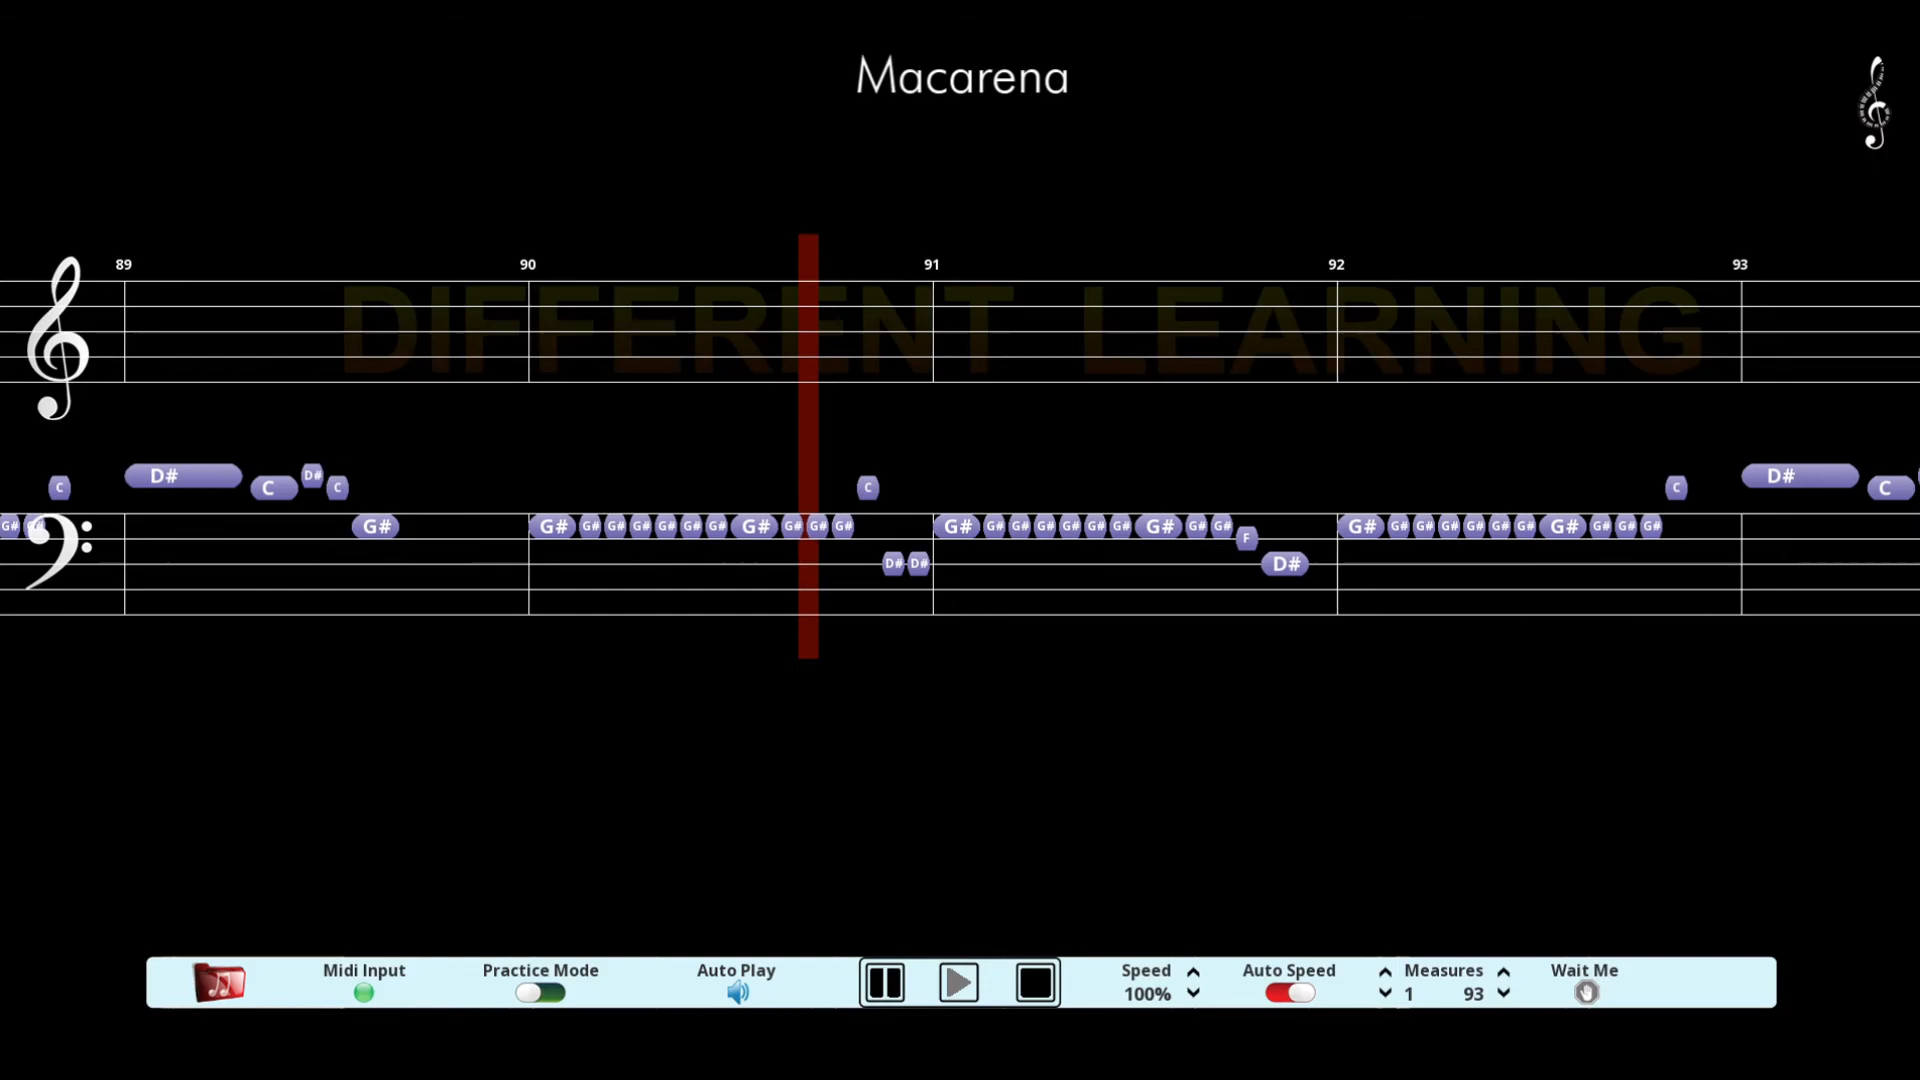 Macarena
89 90 91 92 93
DIFFERENT LEARNING
C D# C D# C C C D# C
G# G# G# G# G# G# G# G# G# G# G# G# G# G# G# G# G# G# G# G# G# G# G# F G# G# G# G# G# G# G# G# G# G# G#
D# D# D#
Midi Input Practice Mode Auto Play Speed Auto Speed Measures Wait Me
100% 1 93